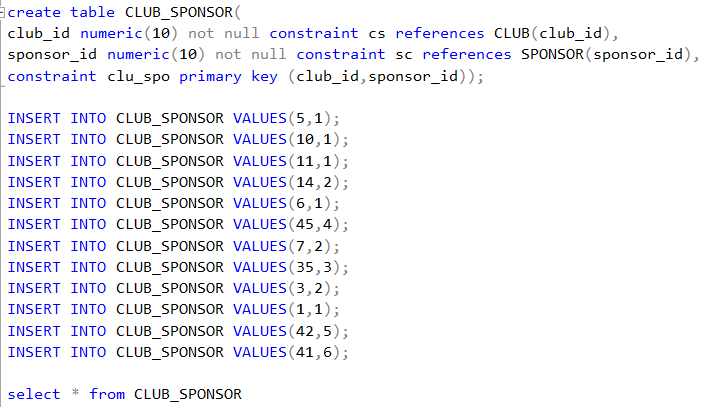 create table CLUB_SPONSOR(
club_id numeric(10) not null constraint cs references CLUB(club_id),
sponsor_id numeric(10) not null constraint sc references SPONSOR(sponsor_id),
constraint clu_spo primary key (club_id,sponsor_id));
INSERT INTO CLUB_SPONSOR VALUES(5,1);
INSERT INTO CLUB_SPONSOR VALUES(10,1);
INSERT INTO CLUB_SPONSOR VALUES(11,1);
INSERT INTO CLUB_SPONSOR VALUES(14,2);
INSERT INTO CLUB_SPONSOR VALUES(6,1);
INSERT INTO CLUB_SPONSOR VALUES(45,4);
INSERT INTO CLUB_SPONSOR VALUES(7,2);
INSERT INTO CLUB_SPONSOR VALUES(35,3);
INSERT INTO CLUB_SPONSOR VALUES(3,2);
INSERT INTO CLUB_SPONSOR VALUES(1,1);
INSERT INTO CLUB_SPONSOR VALUES(42,5);
INSERT INTO CLUB_SPONSOR VALUES(41,6);
select * from CLUB_SPONSOR